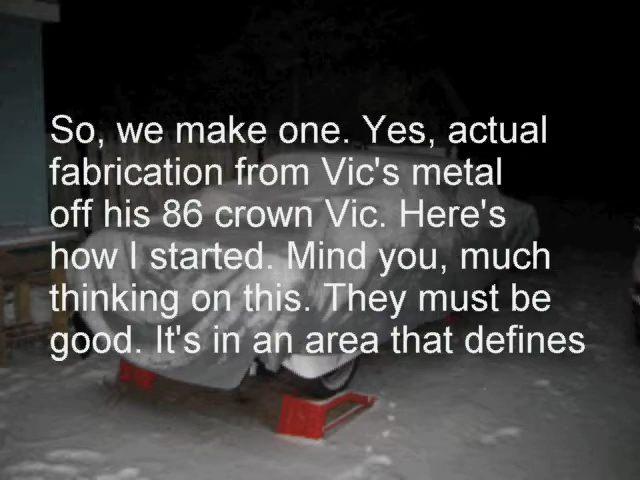 So, we make one. Yes, actual
fabrication from Vic's metal
off his 86 crown Vic. Here's
how I started. Mind you, much
thinking on this. They must be
good. It's in an area that defines